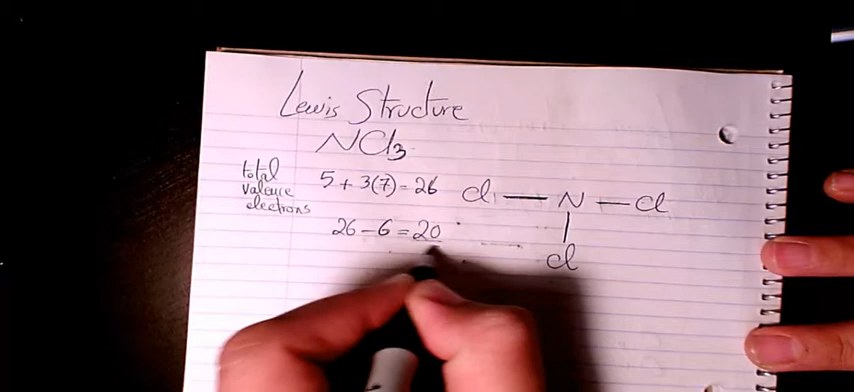 Lewis Structure
NCl3
total
valence
electrons
5 + 3(7) = 26
26 - 6 = 20
Cl — N — Cl
|
Cl